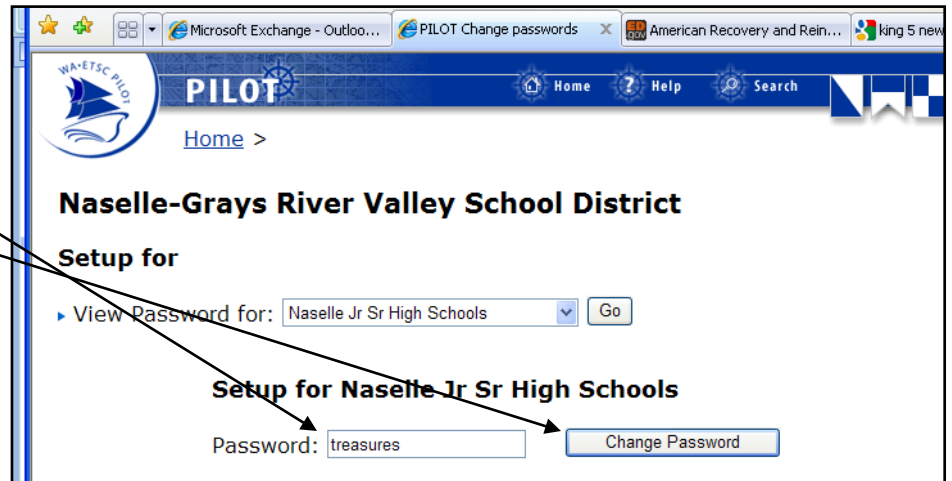 Microsoft Exchange - Outloo... PILOT Change passwords x ED.gov American Recovery and Rein... king 5 new
WA-ETSC PILOT
PILOT Home ? Help Search
Home >
Naselle-Grays River Valley School District
Setup for
View Password for: Naselle Jr Sr High Schools Go
Setup for Naselle Jr Sr High Schools
Password: treasures Change Password